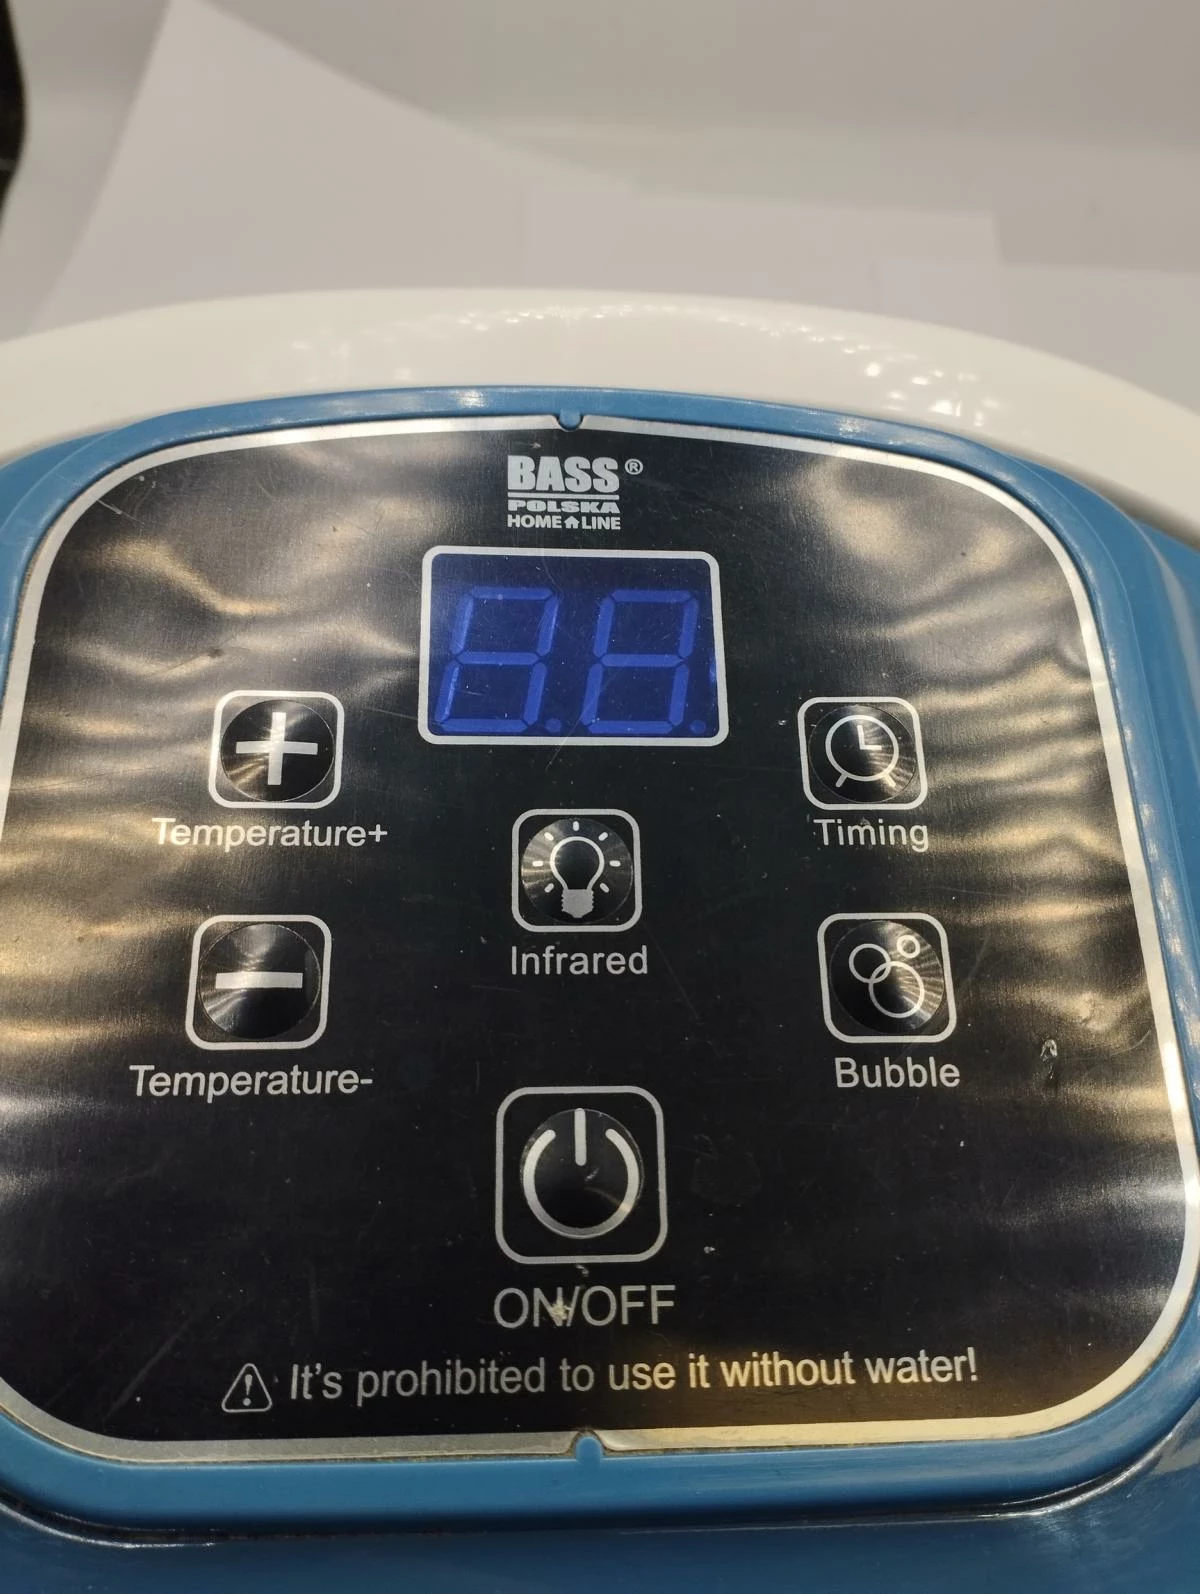 BASS®
POLSKA
HOME LINE
Temperature+
Timing
Infrared
Temperature-
Bubble
ON/OFF
It's prohibited to use it without water!